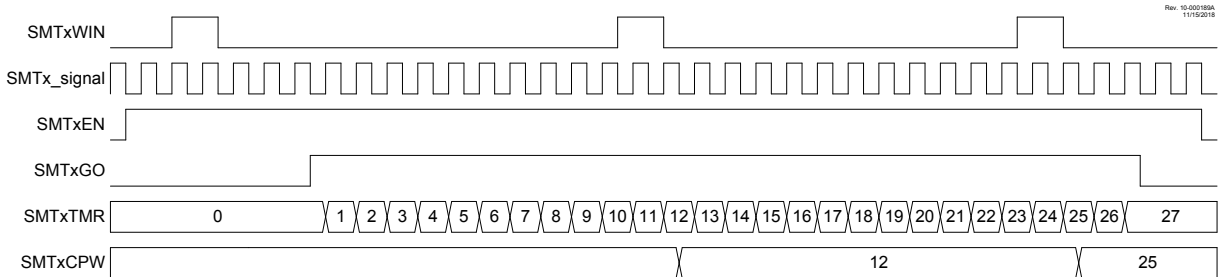 Rev. 10-000189A
11/15/2018
SMTxWIN
SMTx_signal
SMTxEN
SMTxGO
SMTxTMR 0 1 2 3 4 5 6 7 8 9 10 11 12 13 14 15 16 17 18 19 20 21 22 23 24 25 26 27
SMTxCPW 12 25